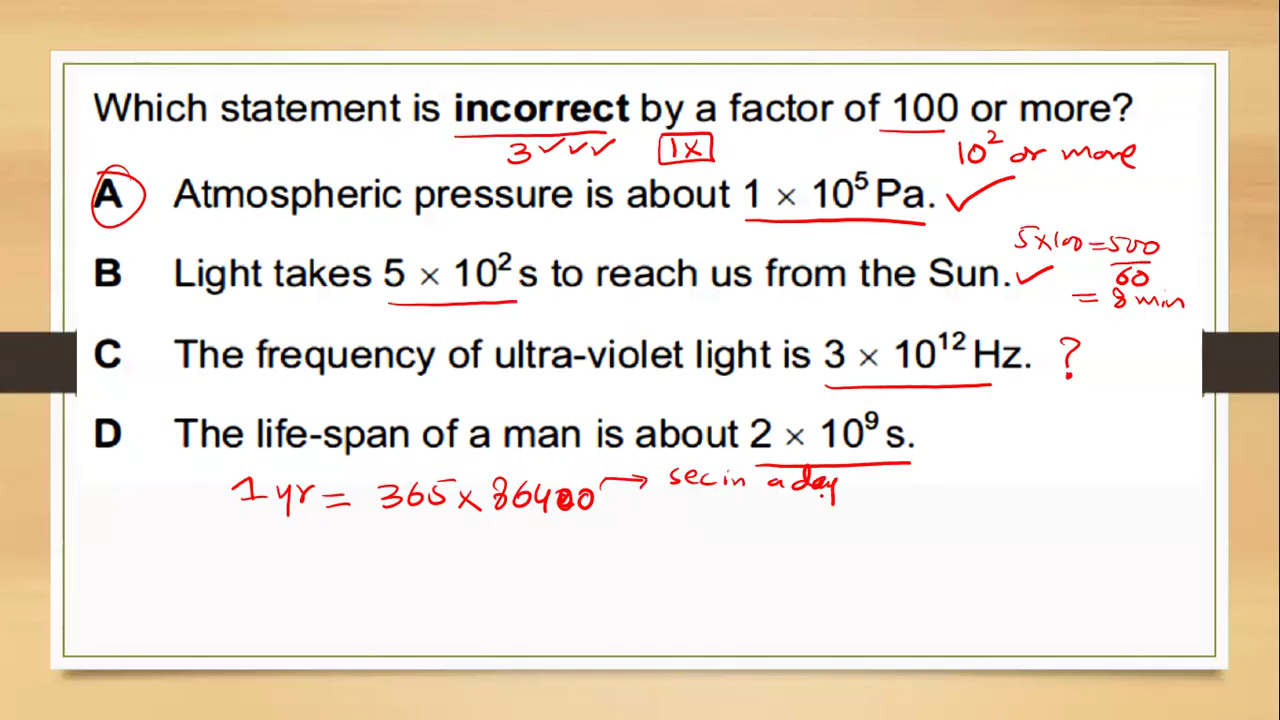 Which statement is incorrect by a factor of 100 or more?
3 ✓✓✓ 1x 10² or more
A Atmospheric pressure is about 1 × 10⁵ Pa. ✓
5×100=500
B Light takes 5 × 10² s to reach us from the Sun. ✓ 60
= 8 min
C The frequency of ultra-violet light is 3 × 10¹² Hz. ?
D The life-span of a man is about 2 × 10⁹ s.
1 yr = 365 × 86400 → sec in a day